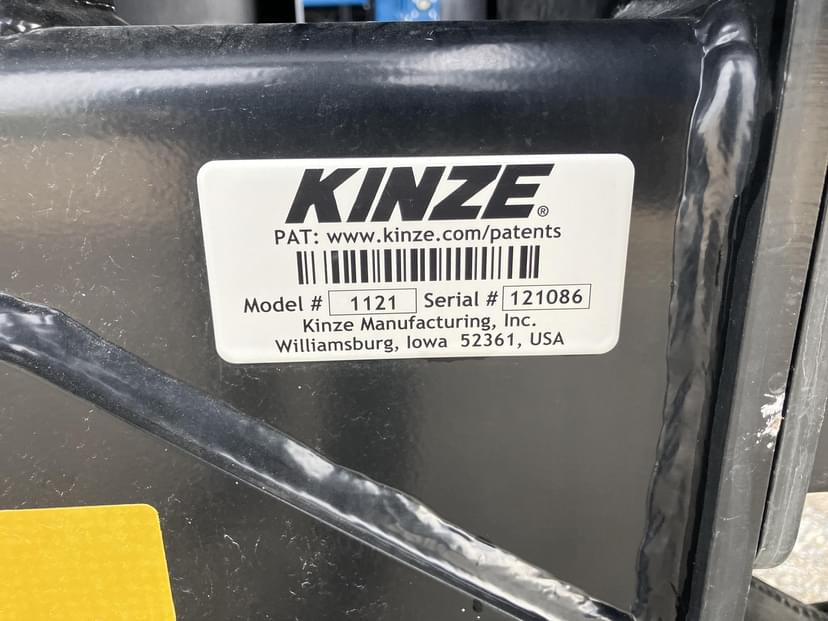 KINZE®
PAT: www.kinze.com/patents
Model # 1121 Serial # 121086
Kinze Manufacturing, Inc.
Williamsburg, Iowa 52361, USA